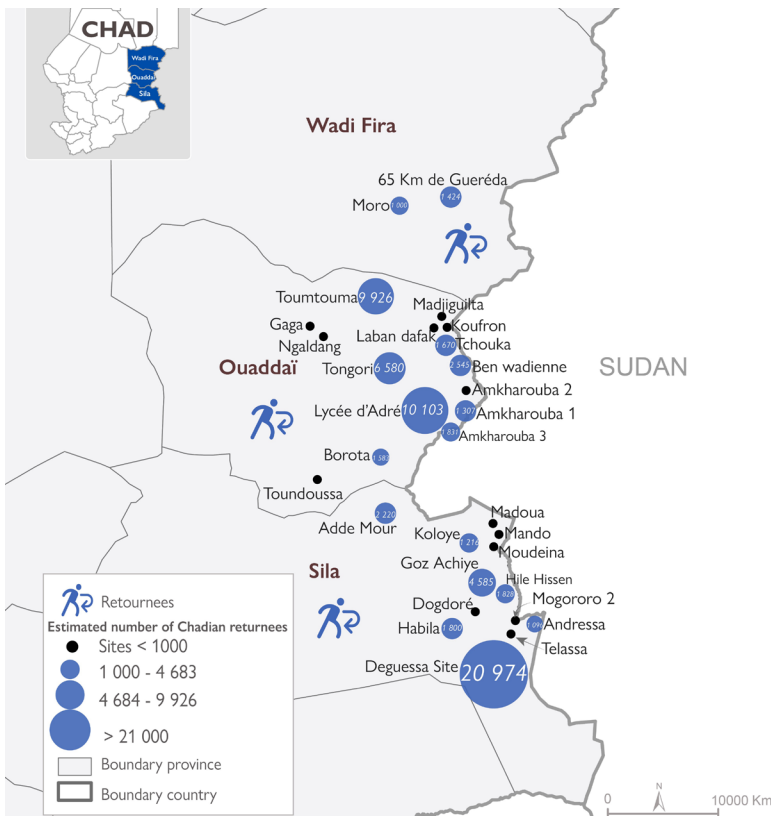 CHAD
Wadi Fira
Ouaddai
Sila
Wadi Fira
65 Km de Gueréda
1 424
Moro
1 000
Toumtouma
9 926
Madjiguilta
Gaga
Laban dafak
Koufron
Ngaldang
1 670
Tchouka
Ouaddaï
Tongori
6 580
2 545
Ben wadienne
SUDAN
Amkharouba 2
Lycée d’Adré
10 103
1 307
Amkharouba 1
1 831
Amkharouba 3
Borota
1 583
Toundoussa
Adde Mour
2 220
Madoua
Koloye
1 216
Mando
Moudeina
Goz Achiye
Sila
4 585
Hile Hissen
1 828
Mogororo 2
Dogdoré
Habila
1 800
1 096
Andressa
Telassa
Deguessa Site
20 974
Retournees
Estimated number of Chadian returnees
Sites < 1000
1 000 - 4 683
4 684 - 9 926
> 21 000
Boundary province
Boundary country
N
0
10000 Km